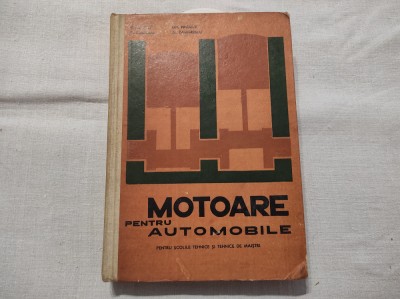 MOTOARE
PENTRU
AUTOMOBILE
PENTRU ȘCOLILE TEHNICE ȘI TEHNICE DE MAIȘTRI